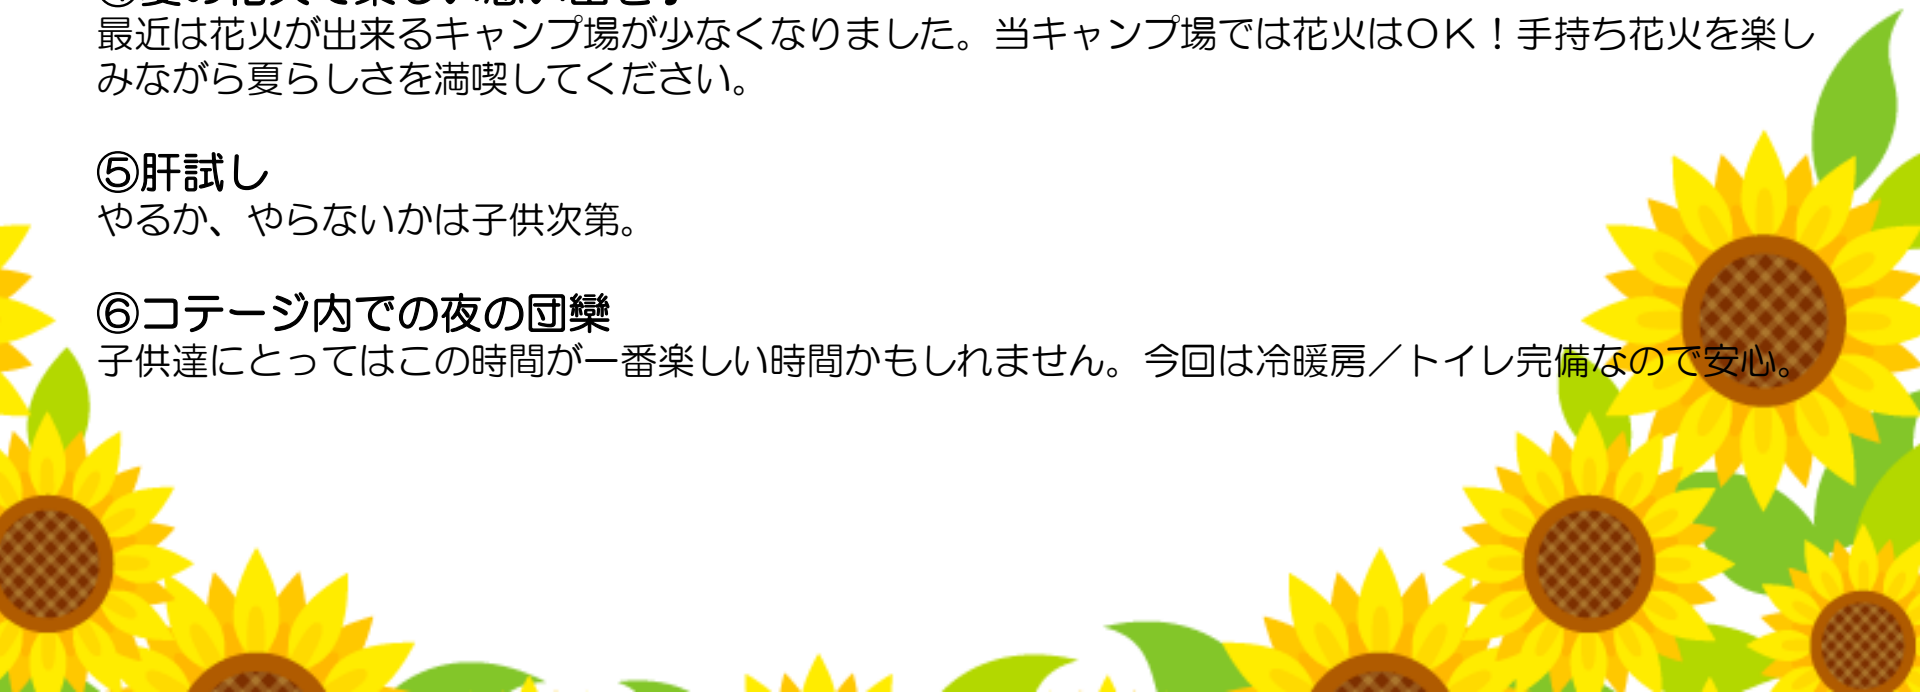 最近は花火が出来るキャンプ場が少なくなりました。当キャンプ場では花火はＯＫ！手持ち花火を楽し
みながら夏らしさを満喫してください。
⑤肝試し
やるか、やらないかは子供次第。
⑥コテージ内での夜の団欒
子供達にとってはこの時間が一番楽しい時間かもしれません。今回は冷暖房／トイレ完備なので安心。